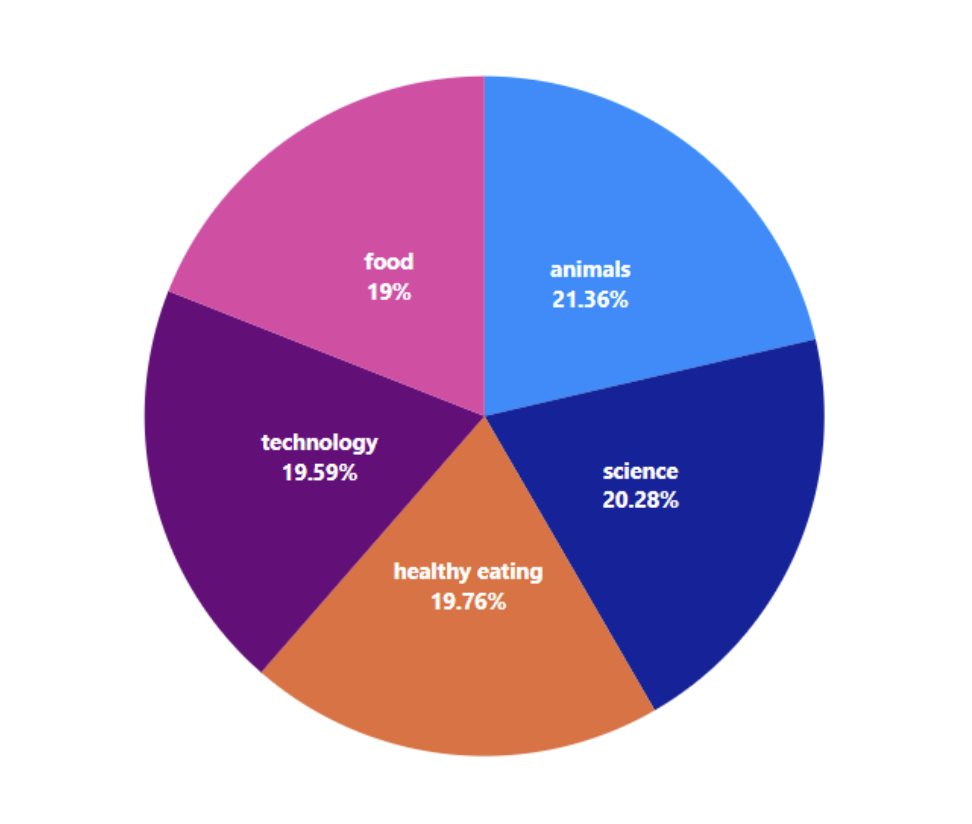 food
19%
animals
21.36%
technology
19.59%
science
20.28%
healthy eating
19.76%